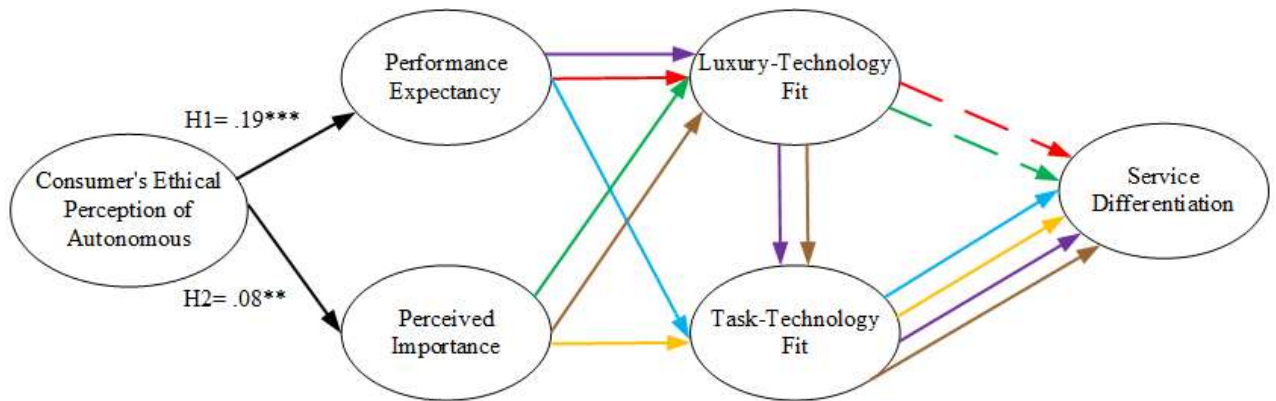 Performance
Expectancy
Luxury-Technology
Fit
H1= .19***
Consumer's Ethical
Perception of
Autonomous
Service
Differentiation
H2= .08**
Perceived
Importance
Task-Technology
Fit